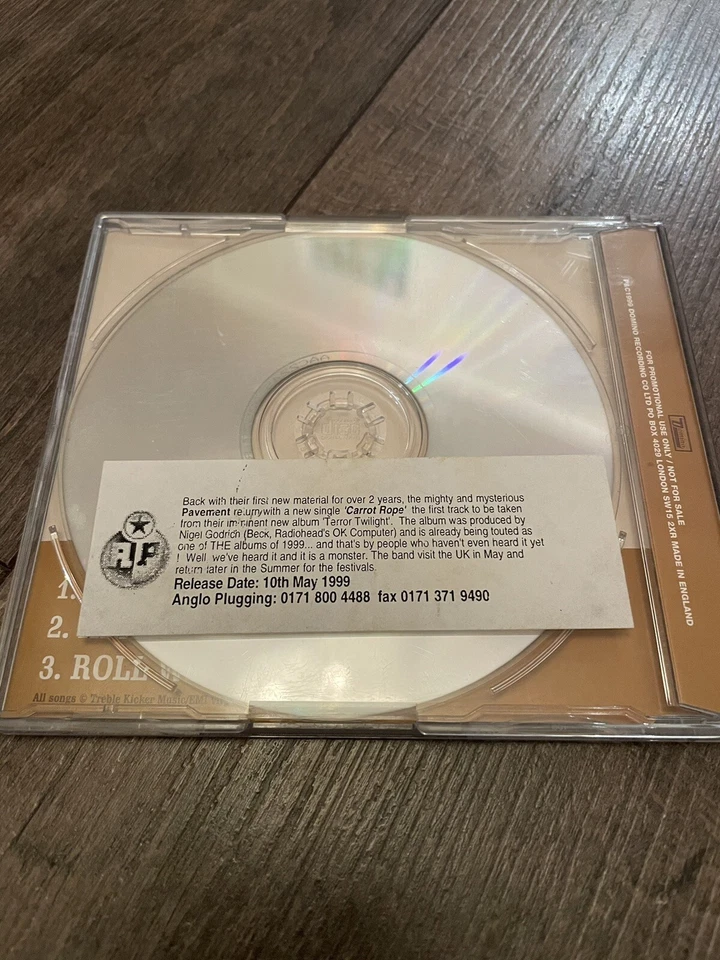 P&C1999 DOMINO RECORDING CO LTD PO BOX 4029 LONDON SW15 2XR MADE IN ENGLAND
FOR PROMOTIONAL USE ONLY / NOT FOR SALE
Back with their first new material for over 2 years, the mighty and mysterious
Pavement return with a new single 'Carrot Rope' the first track to be taken
from their imminent new album 'Terror Twilight'. The album was produced by
Nigel Godrich (Beck, Radiohead's OK Computer) and is already being touted as
one of THE albums of 1999... and that's by people who haven't even heard it yet
! Well we've heard it and it is a monster. The band visit the UK in May and
return later in the Summer for the festivals.
Release Date: 10th May 1999
Anglo Plugging: 0171 800 4488 fax 0171 371 9490
AP
1.
2.
3. ROLL
All songs © Treble Kicker Music/EMI